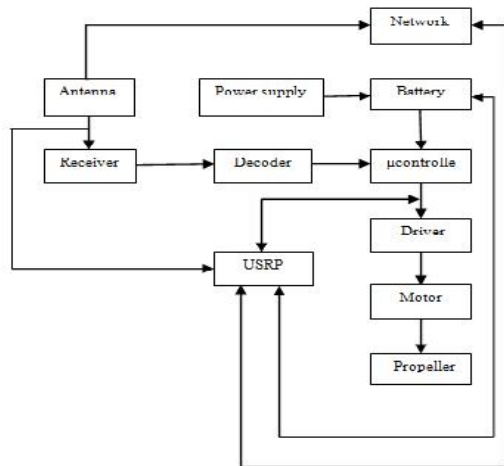 Network
Antenna
Power supply
Battery
Receiver
Decoder
µcontrolle
Driver
USRP
Motor
Propeller